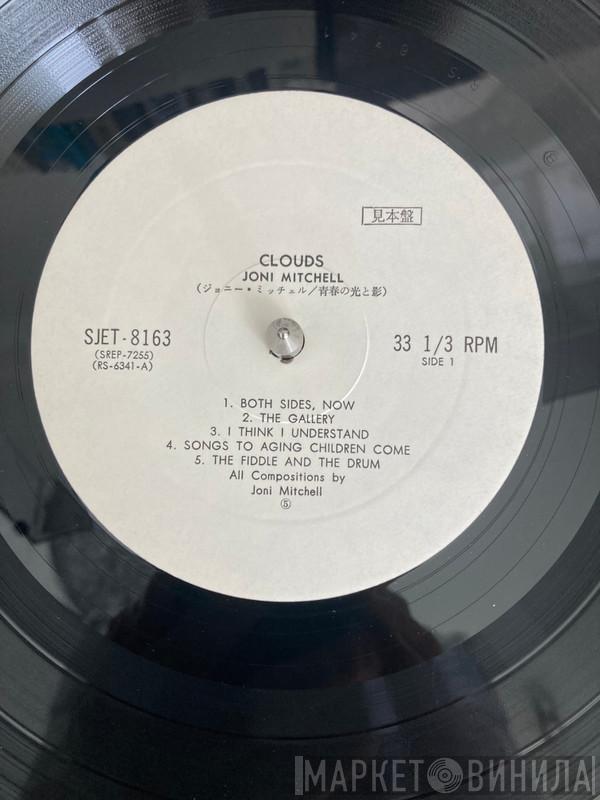 見本盤
CLOUDS
JONI MITCHELL
(ジョニー・ミッチェル/青春の光と影)
SJET-8163
(SREP-7255)
(RS-6341-A)
33 1/3 RPM
SIDE 1
1. BOTH SIDES, NOW
2. THE GALLERY
3. I THINK I UNDERSTAND
4. SONGS TO AGING CHILDREN COME
5. THE FIDDLE AND THE DRUM
All Compositions by
Joni Mitchell
⑤
МАРКЕТ ВИНИЛА